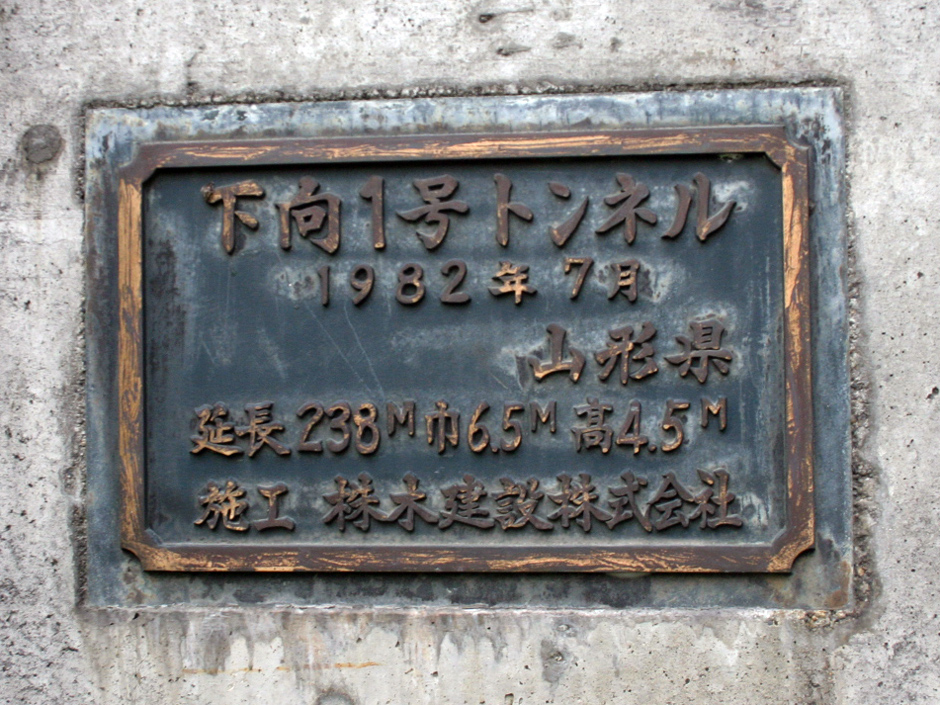 下向1号トンネル
1982年7月
山形県
延長238M巾6.5M高4.5M
施工 株木建設株式会社